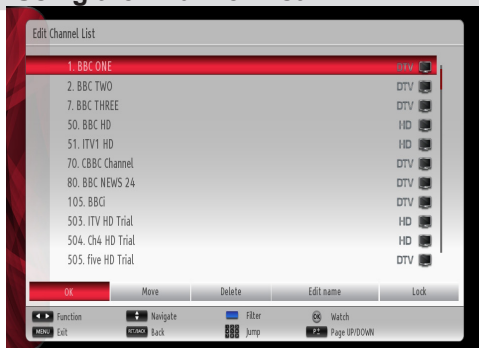 Edit Channel List
1. BBC ONE DTV
2. BBC TWO DTV
7. BBC THREE DTV
50. BBC HD HD
51. ITV1 HD HD
70. CBBC Channel DTV
80. BBC NEWS 24 DTV
105. BBCi DTV
503. ITV HD Trial HD
504. Ch4 HD Trial HD
505. five HD Trial DTV
OK Move Delete Edit name Lock
Function Navigate Filter OK Watch
MENU Exit RET./BACK Back Jump Page UP/DOWN